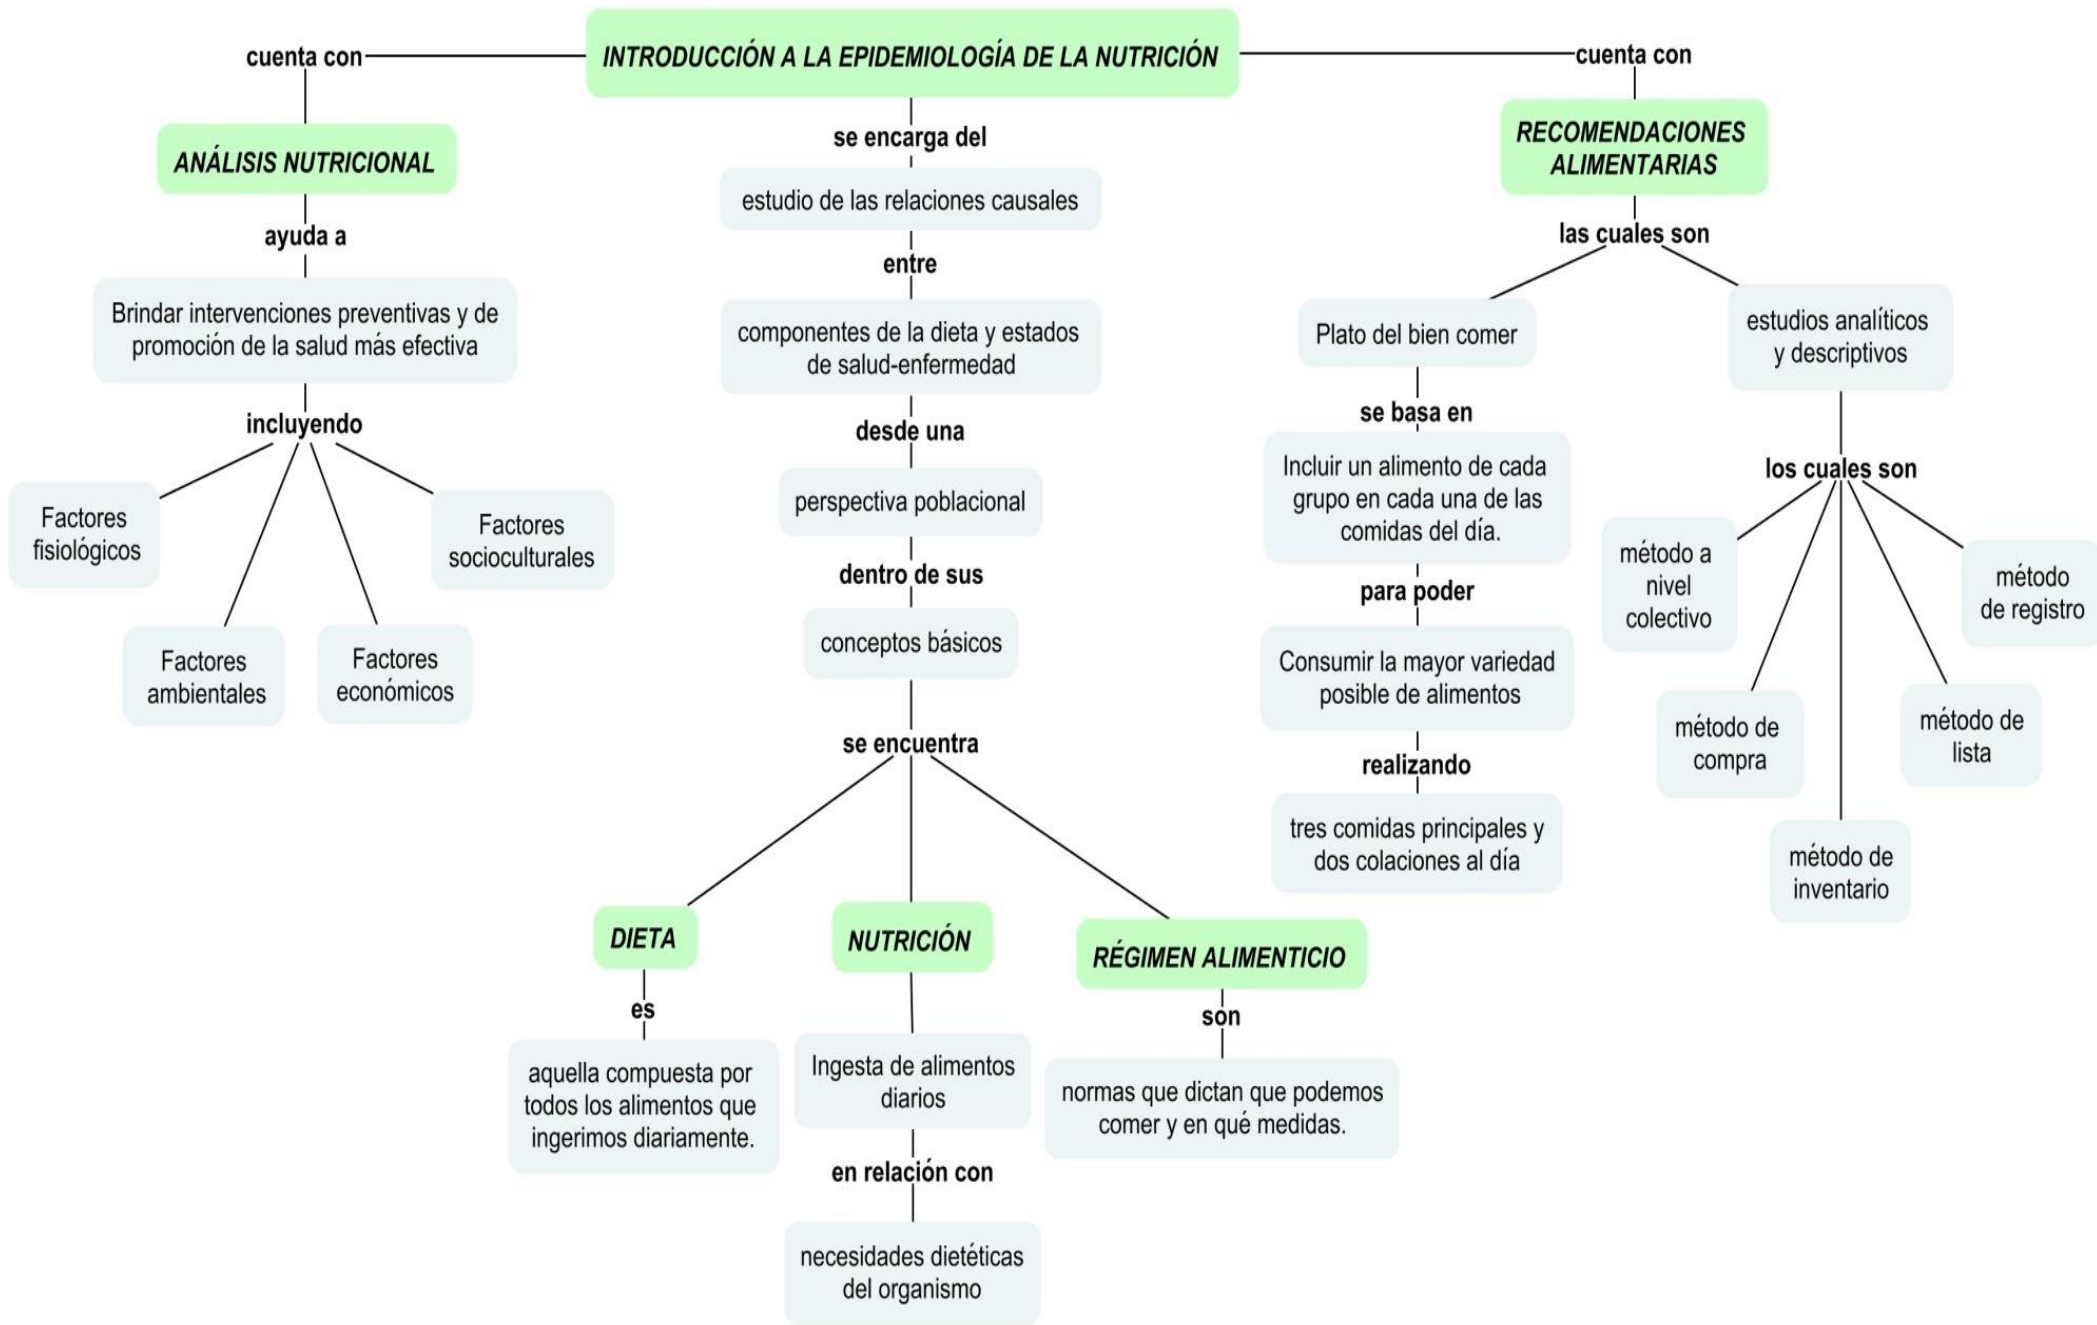 INTRODUCCIÓN A LA EPIDEMIOLOGÍA DE LA NUTRICIÓN
cuenta con
ANÁLISIS NUTRICIONAL
ayuda a
Brindar intervenciones preventivas y de
promoción de la salud más efectiva
incluyendo
Factores
fisiológicos
Factores
ambientales
Factores
económicos
Factores
socioculturales
se encarga del
estudio de las relaciones causales
entre
componentes de la dieta y estados
de salud-enfermedad
desde una
perspectiva poblacional
dentro de sus
conceptos básicos
se encuentra
DIETA
es
aquella compuesta por
todos los alimentos que
ingerimos diariamente.
NUTRICIÓN
Ingesta de alimentos
diarios
en relación con
necesidades dietéticas
del organismo
RÉGIMEN ALIMENTICIO
son
normas que dictan que podemos
comer y en qué medidas.
cuenta con
RECOMENDACIONES
ALIMENTARIAS
las cuales son
Plato del bien comer
se basa en
Incluir un alimento de cada
grupo en cada una de las
comidas del día.
para poder
Consumir la mayor variedad
posible de alimentos
realizando
tres comidas principales y
dos colaciones al día
estudios analíticos
y descriptivos
los cuales son
método a
nivel
colectivo
método de
compra
método de
inventario
método de
lista
método
de registro